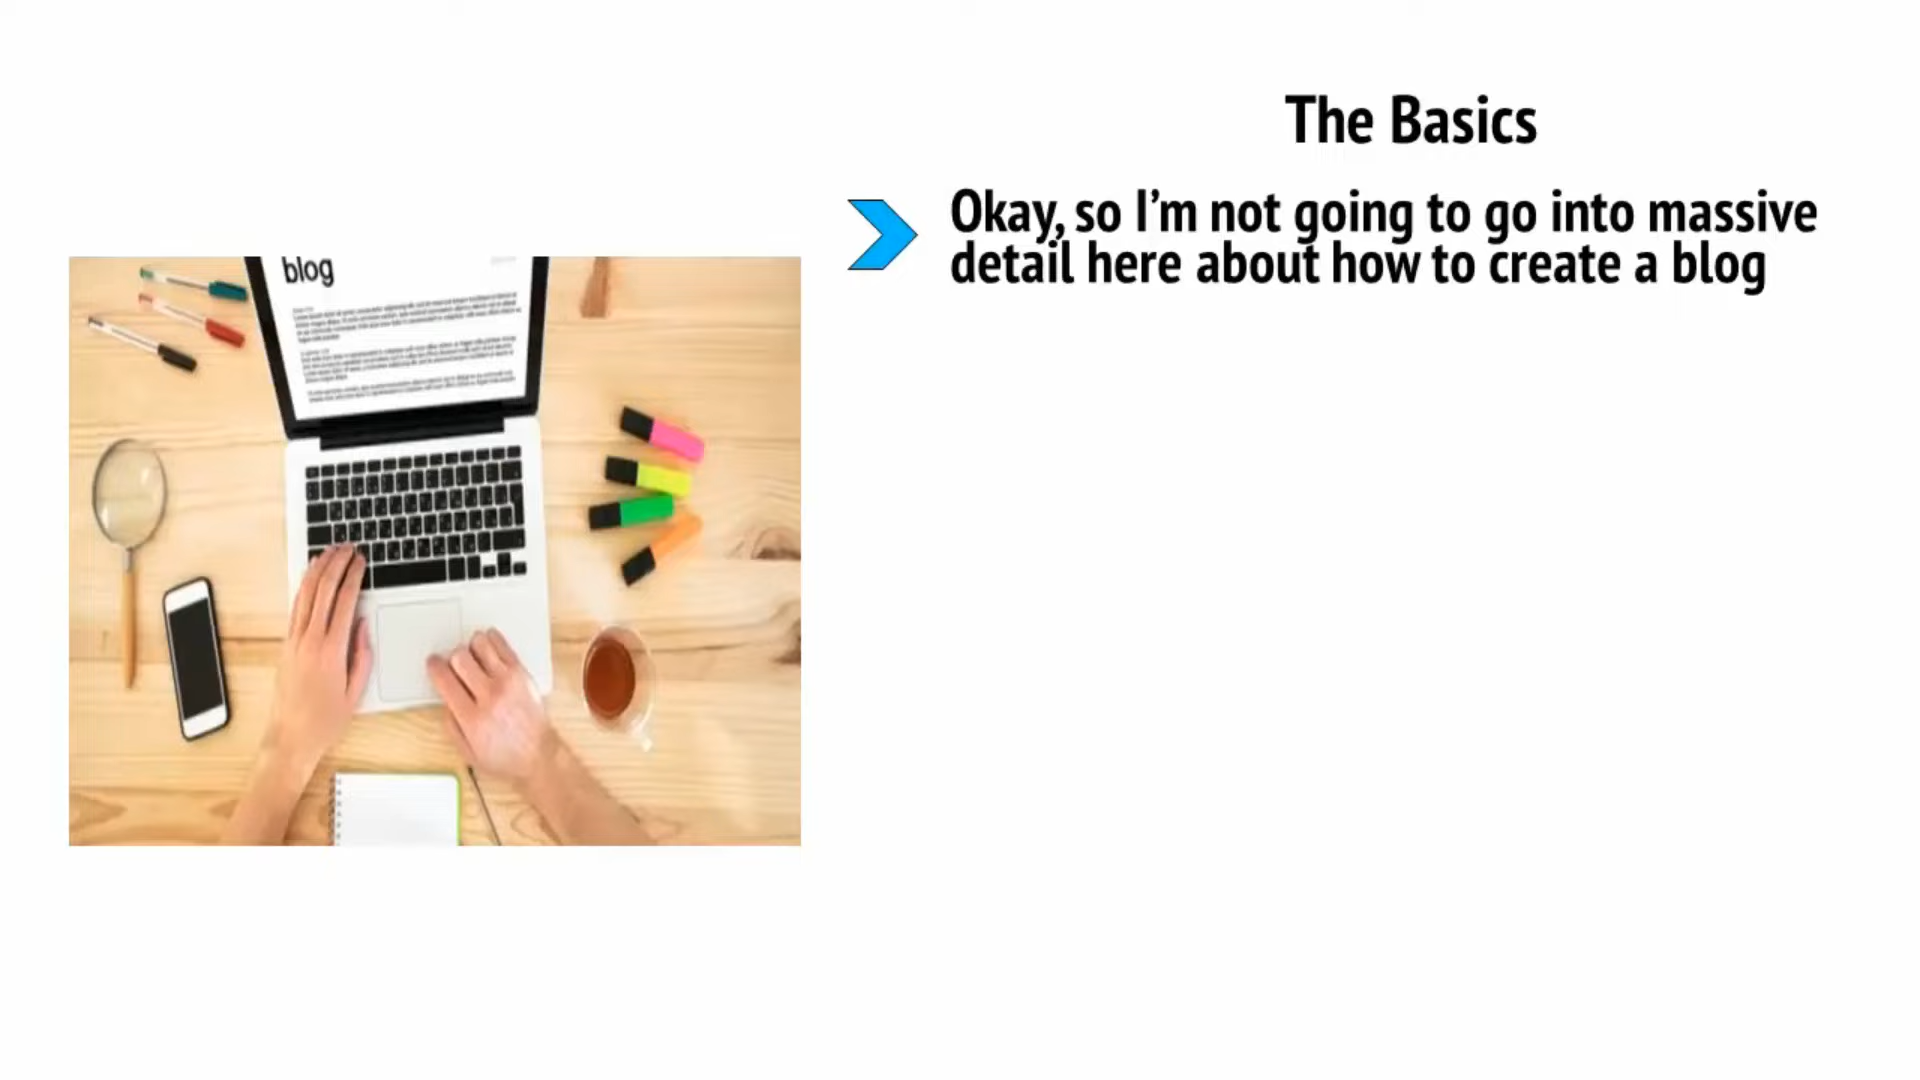 The Basics
Okay, so I'm not going to go into massive
detail here about how to create a blog
blog